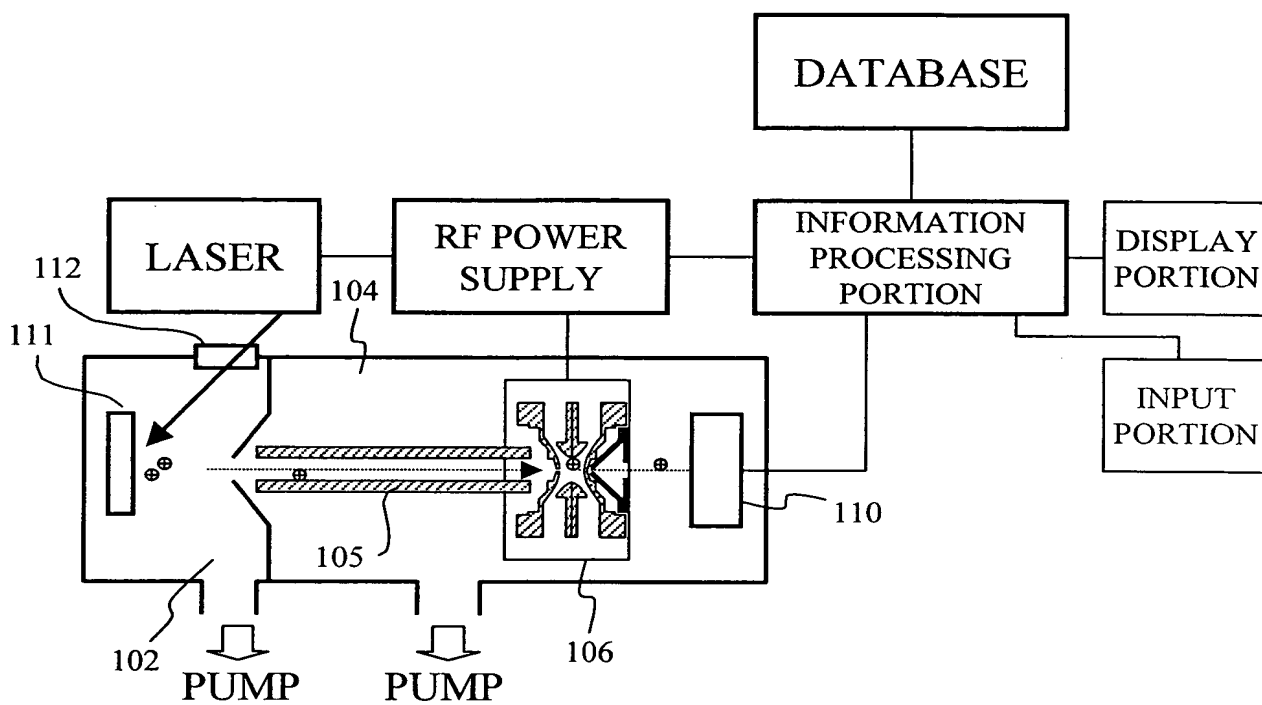 DATABASE
LASER
RF POWER
SUPPLY
INFORMATION
PROCESSING
PORTION
DISPLAY
PORTION
INPUT
PORTION
112
111
104
105
110
106
102
PUMP
PUMP